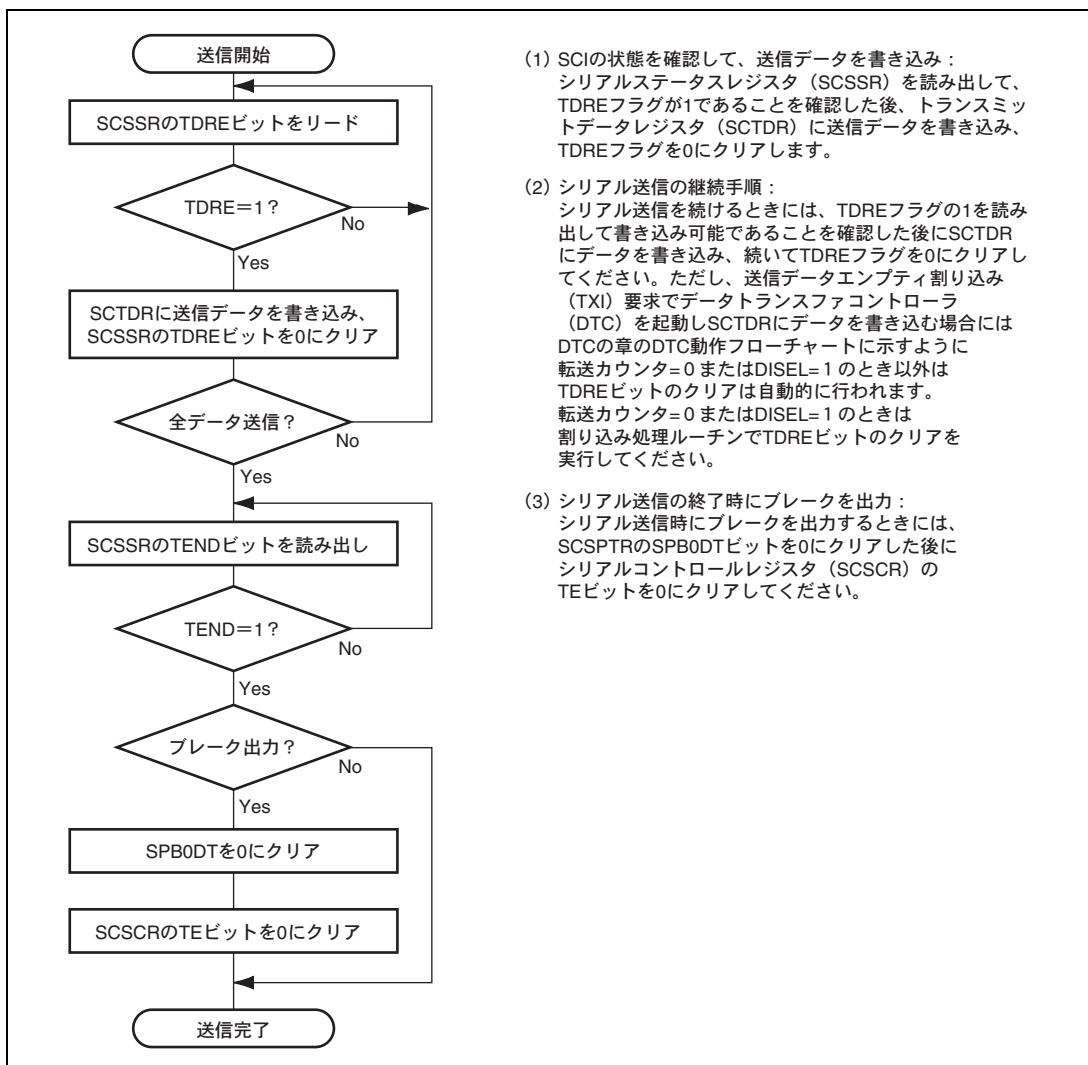 送信開始
SCSSRのTDREビットをリード
TDRE=1?
No
Yes
SCTDRに送信データを書き込み、
SCSSRのTDREビットを0にクリア
全データ送信?
No
Yes
SCSSRのTENDビットを読み出し
TEND=1?
No
Yes
ブレーク出力?
No
Yes
SPB0DTを0にクリア
SCSCRのTEビットを0にクリア
送信完了
(1) SCIの状態を確認して、送信データを書き込み:
シリアルステータスレジスタ(SCSSR)を読み出して、
TDREフラグが1であることを確認した後、トランスミッ
トデータレジスタ(SCTDR)に送信データを書き込み、
TDREフラグを0にクリアします。
(2) シリアル送信の継続手順:
シリアル送信を続けるときには、TDREフラグの1を読み
出して書き込み可能であることを確認した後にSCTDR
にデータを書き込み、続いてTDREフラグを0にクリアし
てください。ただし、送信データエンプティ割り込み
(TXI)要求でデータトランスファコントローラ
(DTC)を起動しSCTDRにデータを書き込む場合には
DTCの章のDTC動作フローチャートに示すように
転送カウンタ=0またはDISEL=1のとき以外は
TDREビットのクリアは自動的に行われます。
転送カウンタ=0またはDISEL=1のときは
割り込み処理ルーチンでTDREビットのクリアを
実行してください。
(3) シリアル送信の終了時にブレークを出力:
シリアル送信時にブレークを出力するときには、
SCSPTRのSPB0DTビットを0にクリアした後に
シリアルコントロールレジスタ(SCSCR)の
TEビットを0にクリアしてください。